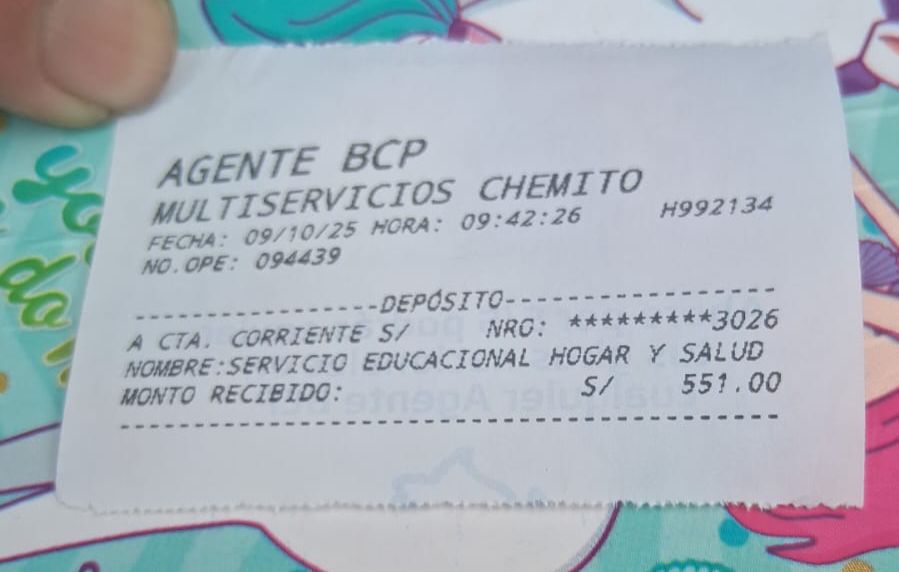 AGENTE BCP
MULTISERVICIOS CHEMITO
FECHA: 09/10/25 HORA: 09:42:26 H992134
NO.OPE: 094439
-----------------DEPÓSITO-------------------
A CTA. CORRIENTE S/ NRO: *********3026
NOMBRE:SERVICIO EDUCACIONAL HOGAR Y SALUD
MONTO RECIBIDO: S/ 551.00